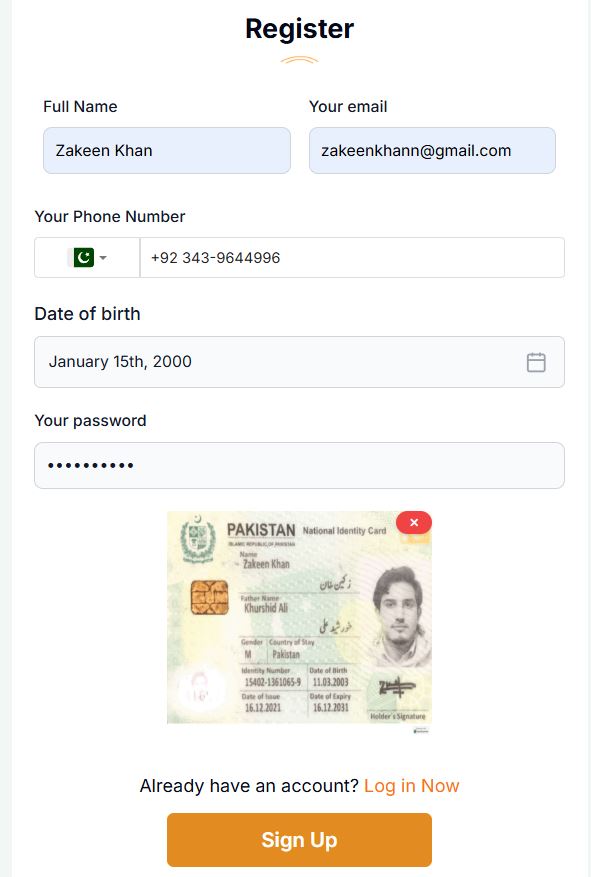 Register
Full Name Your email
Zakeen Khan zakeenkhann@gmail.com
Your Phone Number
+92 343-9644996
Date of birth
January 15th, 2000
Your password
••••••••••
PAKISTAN National Identity Card
ISLAMIC REPUBLIC OF PAKISTAN
Name
Zakeen Khan
زکین خان
Father Name
Khurshid Ali
خورشید علی
Gender Country of Stay
M Pakistan
Identity Number Date of Birth
15402-1361065-9 11.03.2003
Date of Issue Date of Expiry
16.12.2021 16.12.2031
Holder's Signature
Already have an account? Log in Now
Sign Up